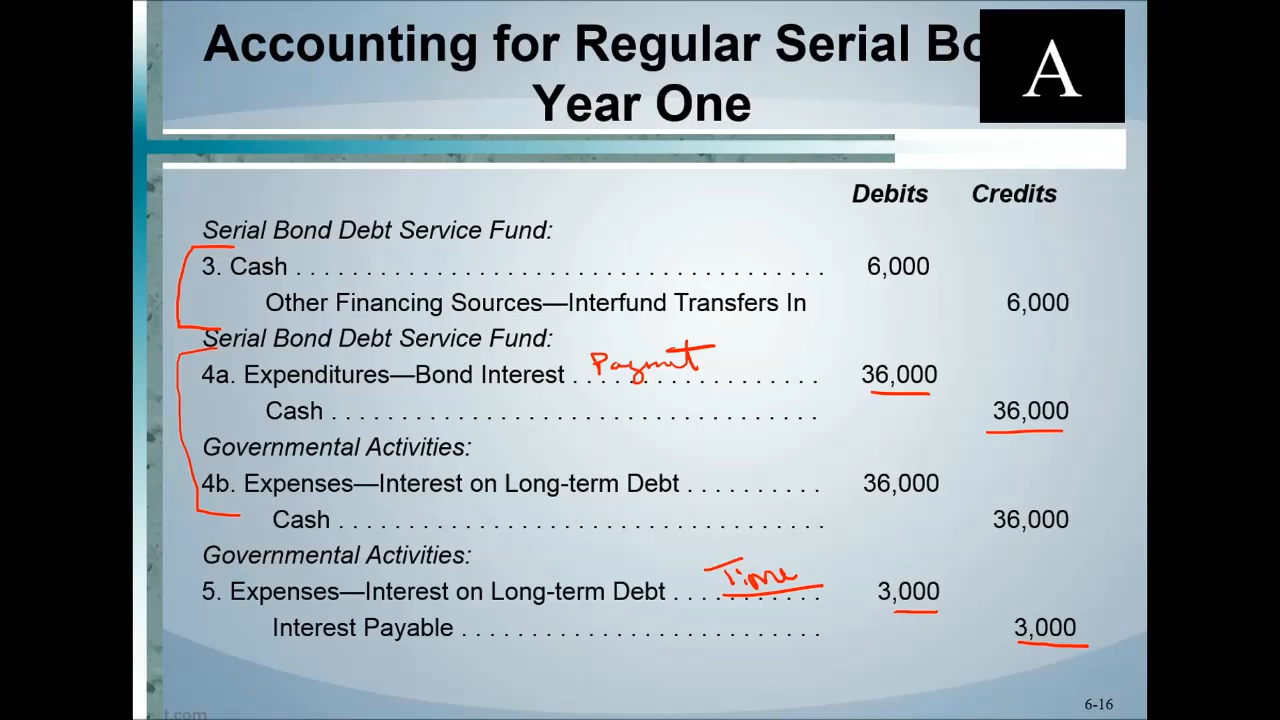 Accounting for Regular Serial Bo
A
Year One
Debits Credits
Serial Bond Debt Service Fund:
3. Cash . . . . . . . . . . . . . . . . . . . . . . . . . . . . . . . . . . . . . . 6,000
Other Financing Sources—Interfund Transfers In 6,000
Serial Bond Debt Service Fund:
Paymnt
4a. Expenditures—Bond Interest . . . . . . . . . . . . . . . . . . 36,000
Cash . . . . . . . . . . . . . . . . . . . . . . . . . . . . . . . . . . . 36,000
Governmental Activities:
4b. Expenses—Interest on Long-term Debt . . . . . . . . . . 36,000
Cash . . . . . . . . . . . . . . . . . . . . . . . . . . . . . . . . . . . 36,000
Governmental Activities:
Time
5. Expenses—Interest on Long-term Debt . . . . . . . . . . . 3,000
Interest Payable . . . . . . . . . . . . . . . . . . . . . . . . . . 3,000
6-16
t.com